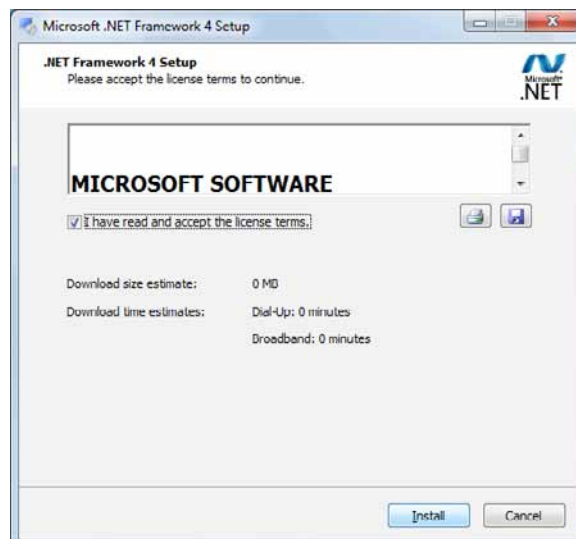 Microsoft .NET Framework 4 Setup
.NET Framework 4 Setup
Please accept the license terms to continue.
Microsoft®
.NET
MICROSOFT SOFTWARE
I have read and accept the license terms.
Download size estimate: 0 MB
Download time estimates: Dial-Up: 0 minutes
Broadband: 0 minutes
Install Cancel